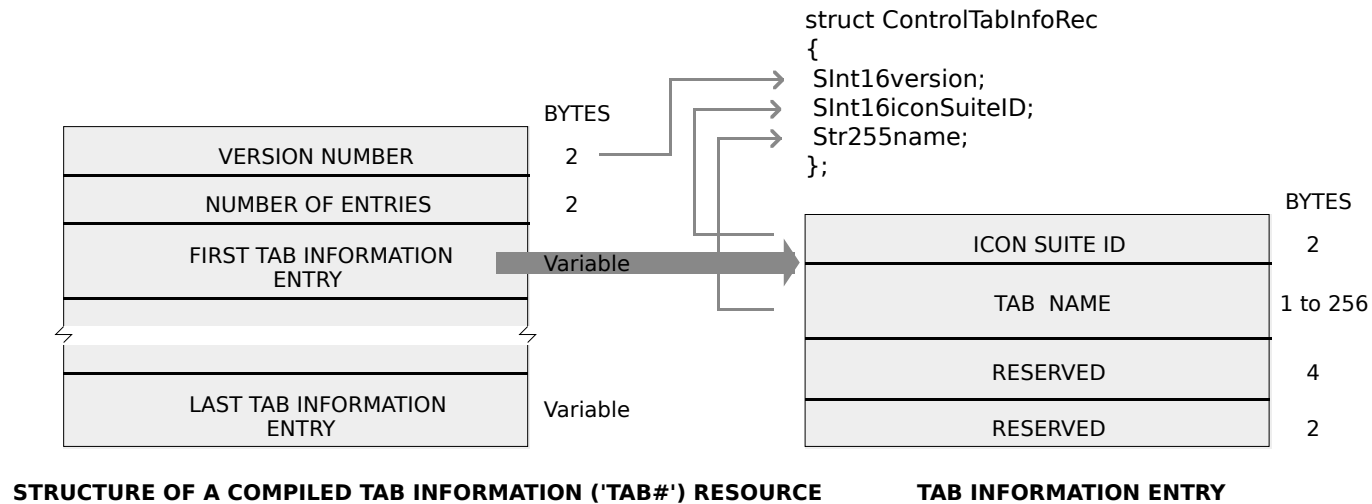 struct ControlTabInfoRec
{
SInt16version;
SInt16iconSuiteID;
Str255name;
};
BYTES
VERSION NUMBER 2
NUMBER OF ENTRIES 2
FIRST TAB INFORMATION
ENTRY
Variable
LAST TAB INFORMATION
ENTRY
Variable
STRUCTURE OF A COMPILED TAB INFORMATION ('TAB#') RESOURCE
BYTES
ICON SUITE ID 2
TAB NAME 1 to 256
RESERVED 4
RESERVED 2
TAB INFORMATION ENTRY